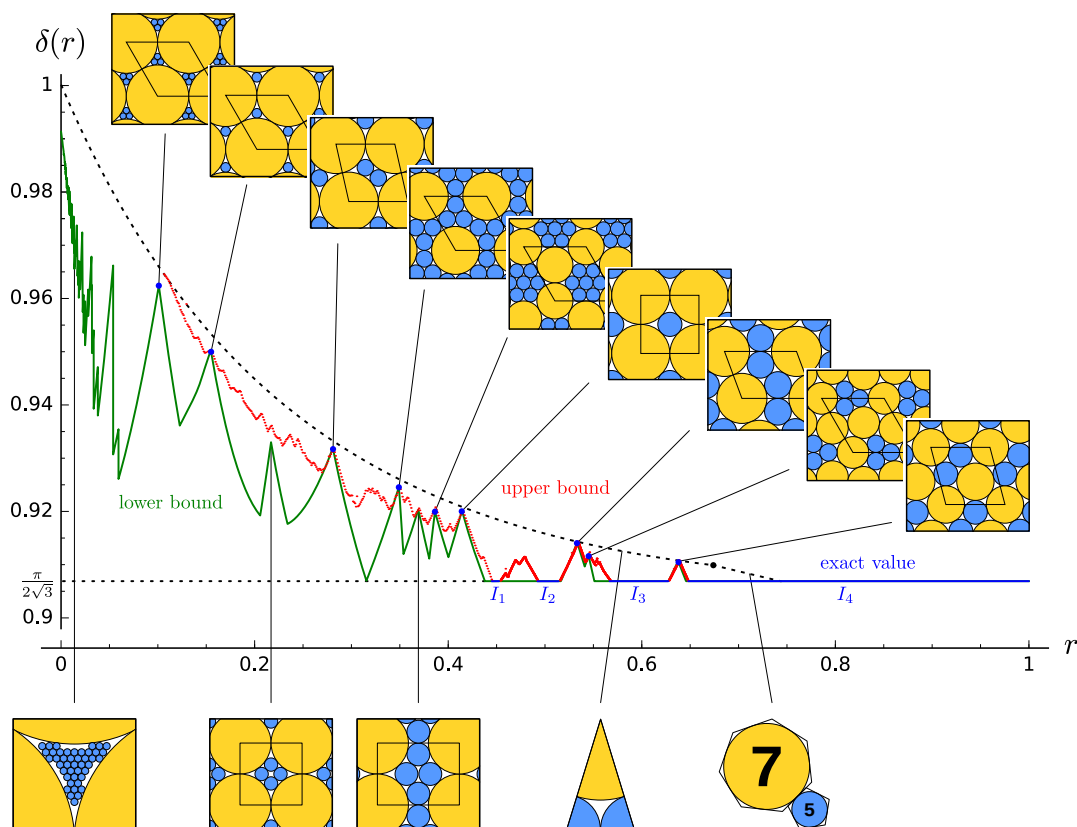 δ(r)
1
0.98
0.96
0.94
0.92
π
2√3
0.9
lower bound
upper bound
exact value
I₁
I₂
I₃
I₄
0
0.2
0.4
0.6
0.8
1
r
7
5